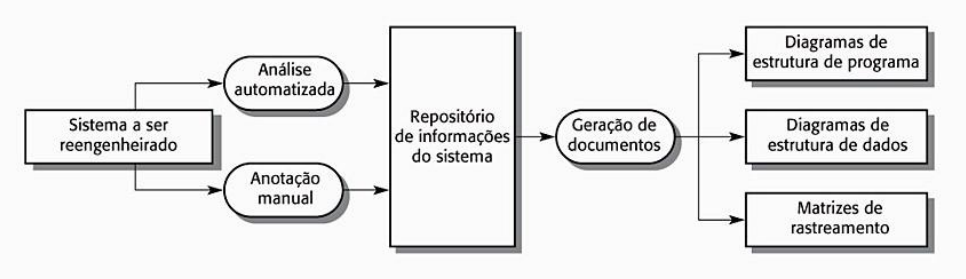 Sistema a ser
reengenheirado
Análise
automatizada
Anotação
manual
Repositório
de informações
do sistema
Geração de
documentos
Diagramas de
estrutura de programa
Diagramas de
estrutura de dados
Matrizes de
rastreamento